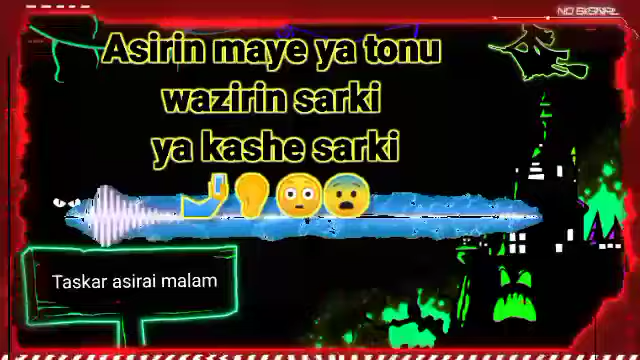 NO SIGNAL
Asirin maye ya tonu
wazirin sarki
ya kashe sarki
Taskar asirai malam